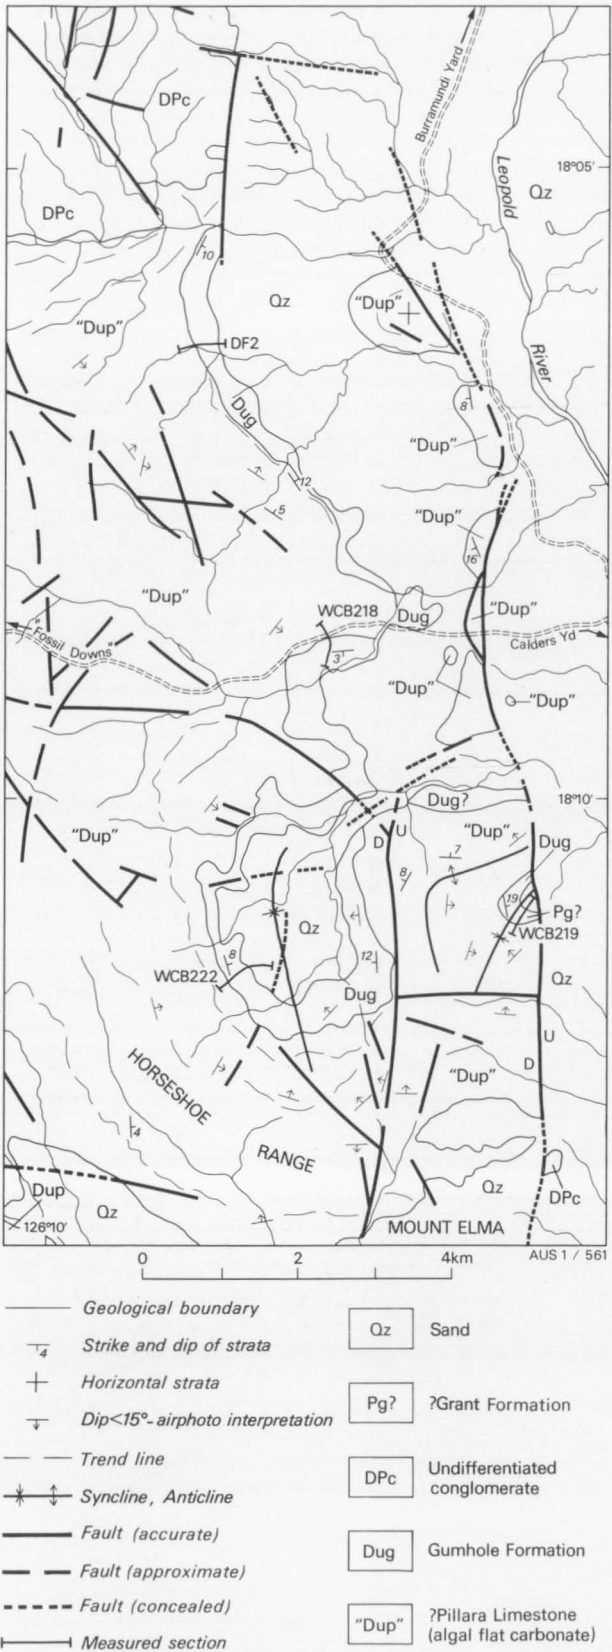 DPc
Burramundi Yard
18°05'
Leopold
Qz
DPc
10
Qz
"Dup"
"Dup"
DF2
River
Dug
8
"Dup"
12
5
"Dup"
16
"Dup"
WCB218
Dug
"Dup"
"Fossil Downs"
Calders Yd
3
"Dup"
"Dup"
18°10'
Dug?
"Dup"
D
U
"Dup"
Dug
7
8
19
Pg?
Qz
WCB219
8
12
WCB222
Dug
Qz
U
D
HORSESHOE
"Dup"
4
RANGE
Dup
Qz
Qz
DPc
126°10'
MOUNT ELMA
AUS 1 / 561
0 2 4km
Geological boundary
Qz
Sand
4
Strike and dip of strata
Horizontal strata
Pg?
?Grant Formation
Dip<15°-airphoto interpretation
Trend line
DPc
Undifferentiated
conglomerate
Syncline, Anticline
Fault (accurate)
Dug
Gumhole Formation
Fault (approximate)
Fault (concealed)
"Dup"
?Pillara Limestone
(algal flat carbonate)
Measured section